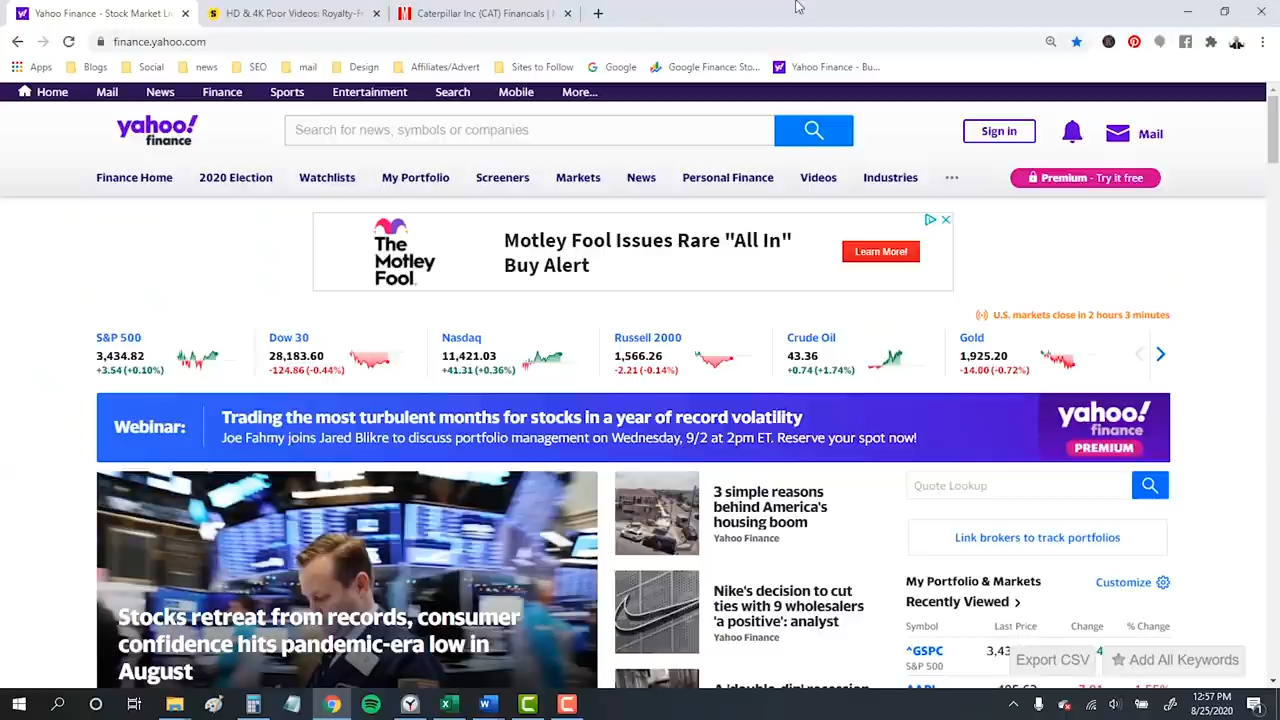 Yahoo Finance - Stock Market Liv
HD & 4K Poor Videos: Royalty-F
Caterpillar Inc (CAT) Financials |
finance.yahoo.com
Apps Blogs Social news SEO mail Design Affiliates/Advert Sites to Follow Google Google Finance: Sto... Yahoo Finance - Bu...
Home Mail News Finance Sports Entertainment Search Mobile More...
yahoo!
finance
Search for news, symbols or companies
Sign in
Mail
Finance Home 2020 Election Watchlists My Portfolio Screeners Markets News Personal Finance Videos Industries ···
Premium - Try it free
The
Motley
Fool.
Motley Fool Issues Rare "All In"
Buy Alert
Learn More!
U.S. markets close in 2 hours 3 minutes
S&P 500
3,434.82
+3.54 (+0.10%)
Dow 30
28,183.60
-124.86 (-0.44%)
Nasdaq
11,421.03
+41.31 (+0.36%)
Russell 2000
1,566.26
-2.21 (-0.14%)
Crude Oil
43.36
+0.74 (+1.74%)
Gold
1,925.20
-14.00 (-0.72%)
Webinar:
Trading the most turbulent months for stocks in a year of record volatility
Joe Fahmy joins Jared Blikre to discuss portfolio management on Wednesday, 9/2 at 2pm ET. Reserve your spot now!
yahoo!
finance
PREMIUM
Stocks retreat from records, consumer
confidence hits pandemic-era low in
August
3 simple reasons
behind America's
housing boom
Yahoo Finance
Nike's decision to cut
ties with 9 wholesalers
'a positive': analyst
Yahoo Finance
A 'double-dip' recession
Quote Lookup
Link brokers to track portfolios
My Portfolio & Markets
Customize
Recently Viewed
Symbol Last Price Change % Change
^GSPC 3,43 4
S&P 500
Export CSV
Add All Keywords
12:57 PM
8/25/2020